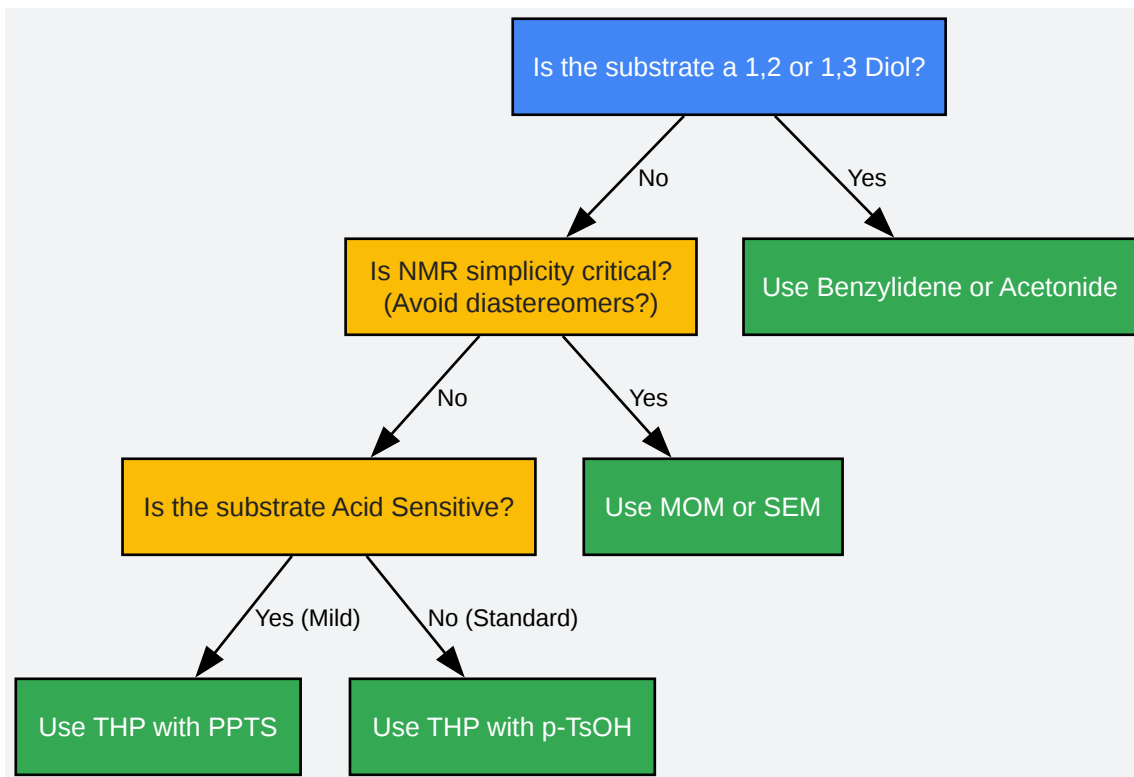 Is the substrate a 1,2 or 1,3 Diol?
No
Yes
Is NMR simplicity critical?
(Avoid diastereomers?)
Use Benzylidene or Acetonide
No
Yes
Is the substrate Acid Sensitive?
Use MOM or SEM
Yes (Mild)
No (Standard)
Use THP with PPTS
Use THP with p-TsOH